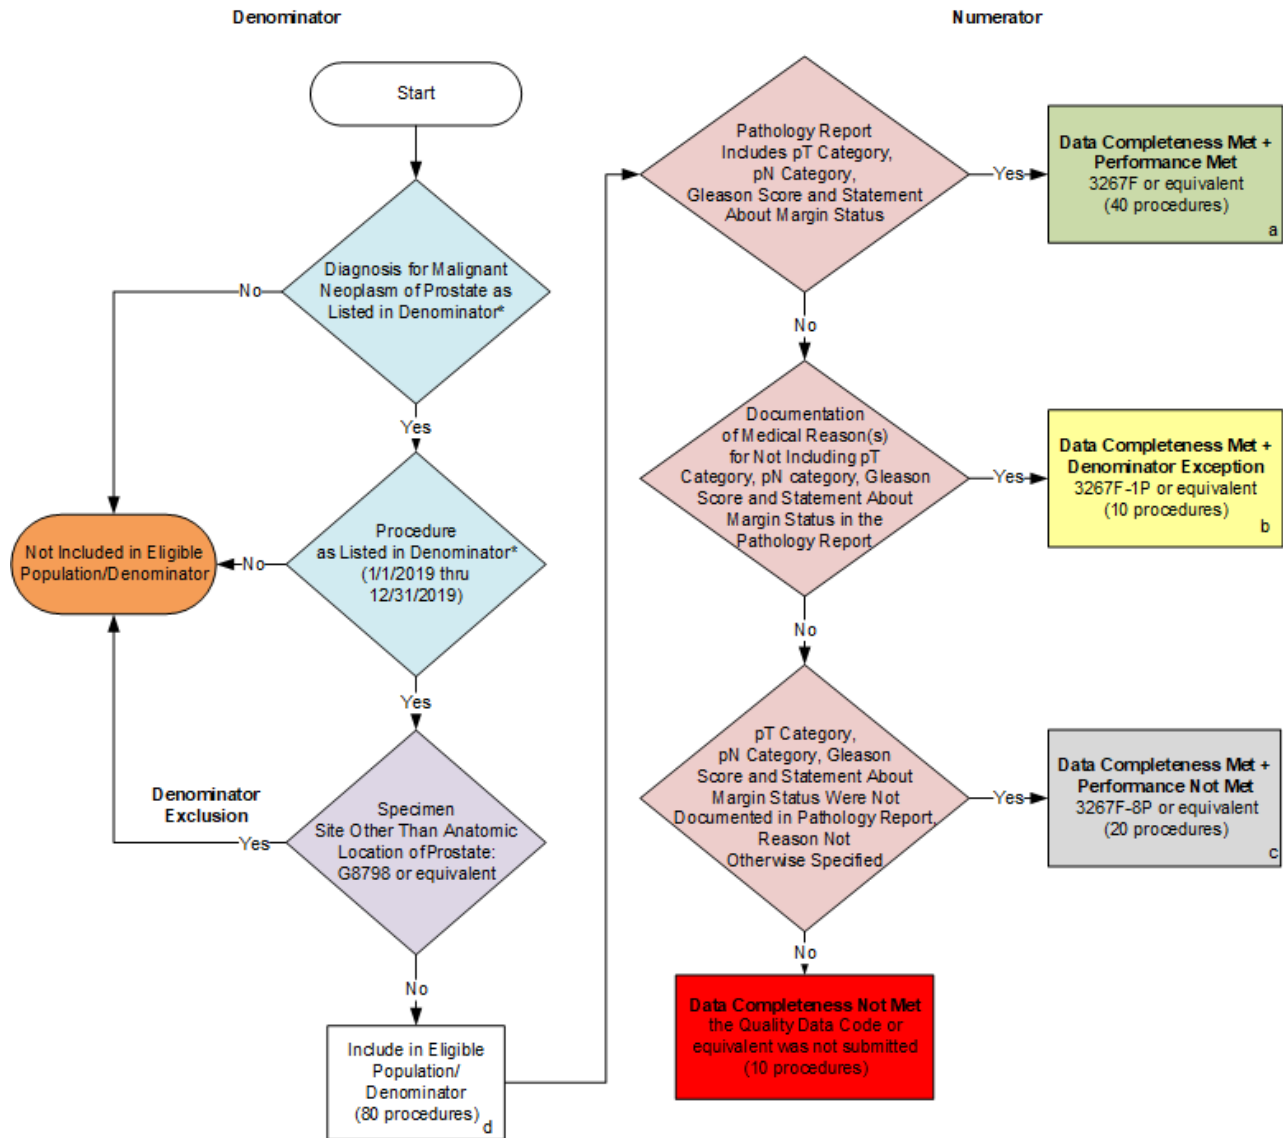 Denominator
Numerator
Start
Diagnosis for Malignant
Neoplasm of Prostate as
Listed in Denominator*
No
Yes
Not Included in Eligible
Population/Denominator
No
Procedure
as Listed in Denominator*
(1/1/2019 thru
12/31/2019)
Yes
Denominator
Exclusion
Yes
Specimen
Site Other Than Anatomic
Location of Prostate:
G8798 or equivalent
No
Include in Eligible
Population/
Denominator
(80 procedures)
d
Pathology Report
Includes pT Category,
pN Category,
Gleason Score and Statement
About Margin Status
Yes
Data Completeness Met +
Performance Met
3267F or equivalent
(40 procedures)
a
No
Documentation
of Medical Reason(s)
for Not Including pT
Category, pN category, Gleason
Score and Statement About
Margin Status in the
Pathology Report
Yes
Data Completeness Met +
Denominator Exception
3267F-1P or equivalent
(10 procedures)
b
No
pT Category,
pN Category, Gleason
Score and Statement About
Margin Status Were Not
Documented in Pathology Report,
Reason Not
Otherwise Specified
Yes
Data Completeness Met +
Performance Not Met
3267F-8P or equivalent
(20 procedures)
c
No
Data Completeness Not Met
the Quality Data Code or
equivalent was not submitted
(10 procedures)